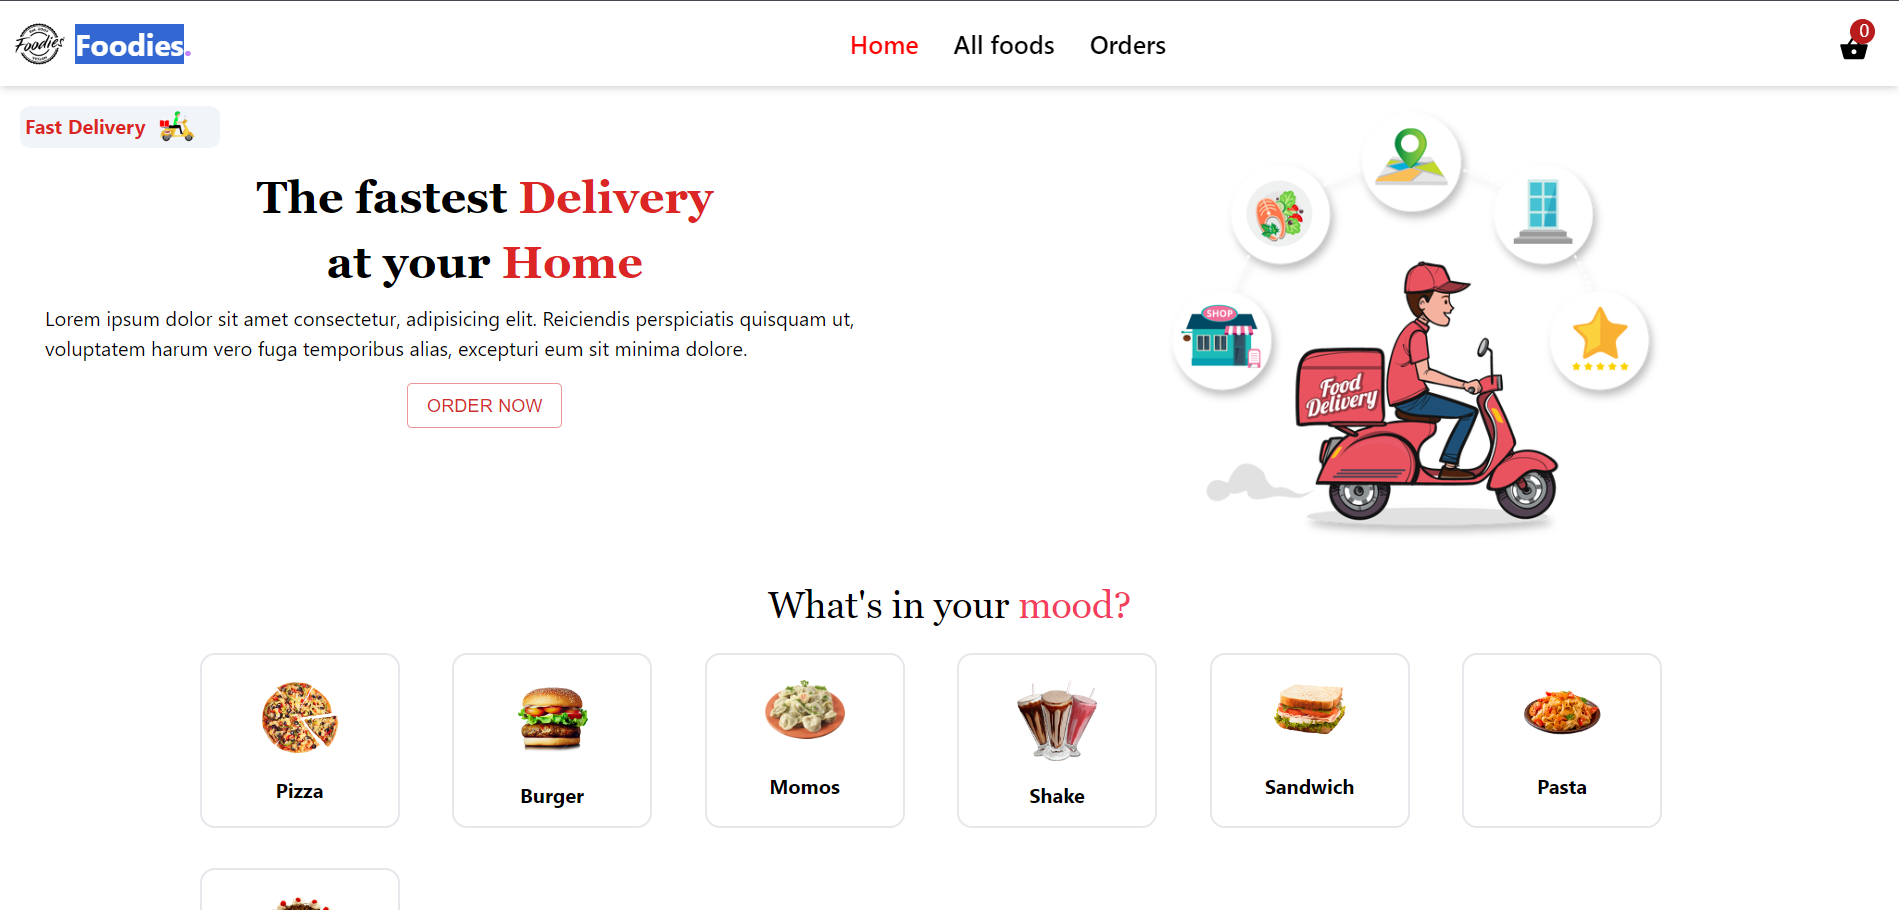 Foodies
Foodies.
Home
All foods
Orders
0
Fast Delivery
The fastest Delivery
at your Home
Lorem ipsum dolor sit amet consectetur, adipisicing elit. Reiciendis perspiciatis quisquam ut,
voluptatem harum vero fuga temporibus alias, excepturi eum sit minima dolore.
ORDER NOW
SHOP
Food
Delivery
What's in your mood?
Pizza
Burger
Momos
Shake
Sandwich
Pasta